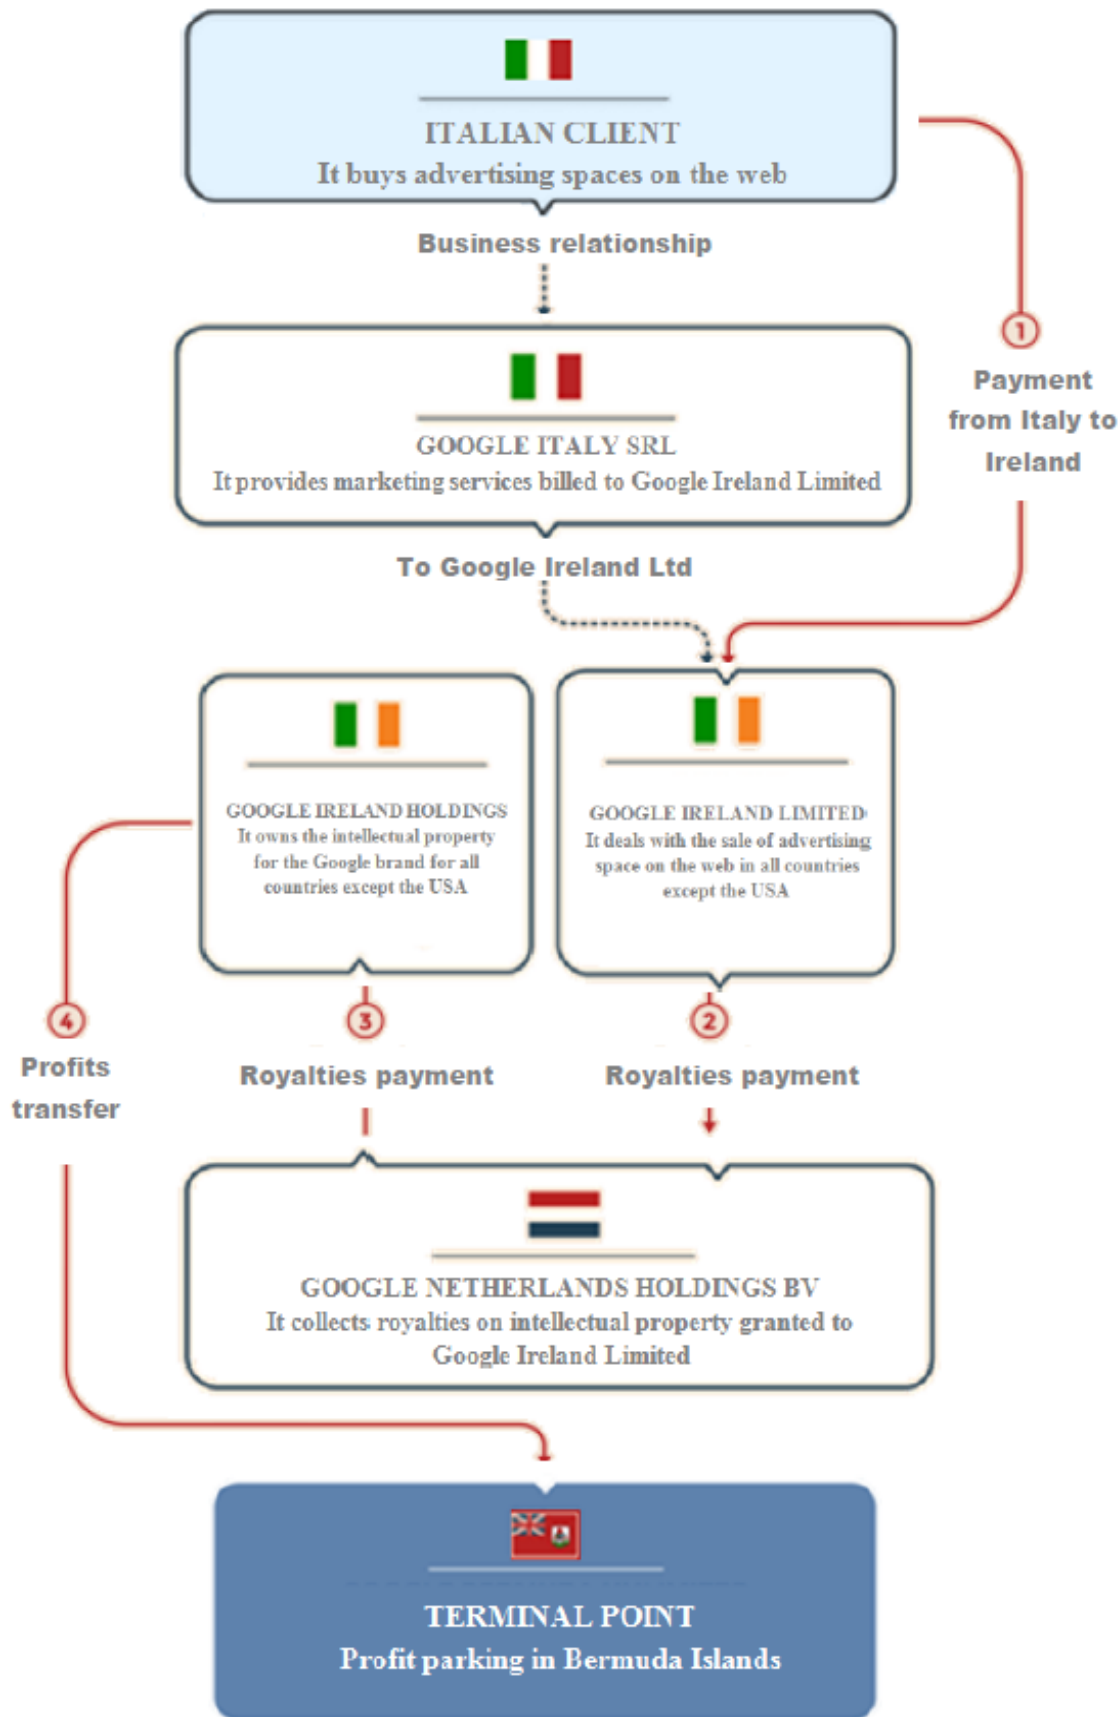 ITALIAN CLIENT
It buys advertising spaces on the web
Business relationship
1
Payment
from Italy to
Ireland
GOOGLE ITALY SRL
It provides marketing services billed to Google Ireland Limited
To Google Ireland Ltd
GOOGLE IRELAND HOLDINGS
It owns the intellectual property
for the Google brand for all
countries except the USA
GOOGLE IRELAND LIMITED
It deals with the sale of advertising
space on the web in all countries
except the USA
4
Profits
transfer
3
Royalties payment
2
Royalties payment
GOOGLE NETHERLANDS HOLDINGS BV
It collects royalties on intellectual property granted to
Google Ireland Limited
TERMINAL POINT
Profit parking in Bermuda Islands